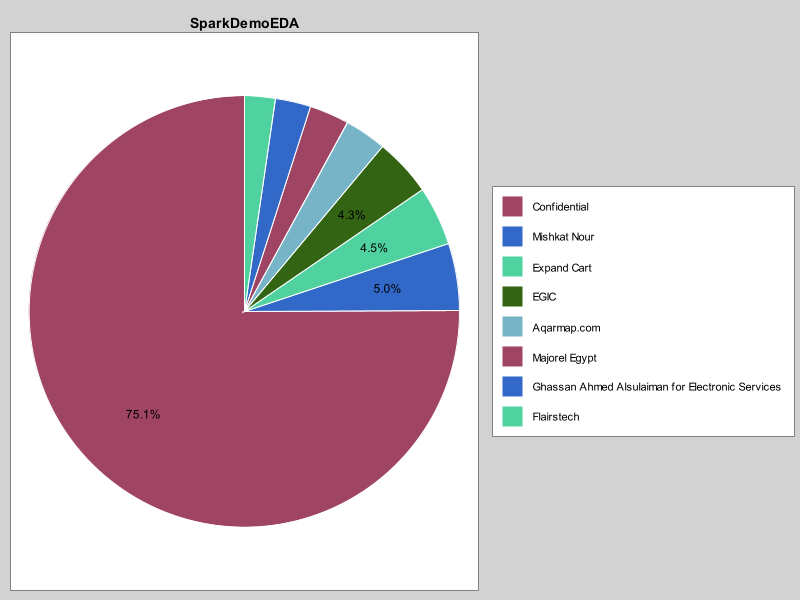 SparkDemoEDA
4.3%
4.5%
5.0%
75.1%
Confidential
Mishkat Nour
Expand Cart
EGIC
Aqarmap.com
Majorel Egypt
Ghassan Ahmed Alsulaiman for Electronic Services
Flairstech